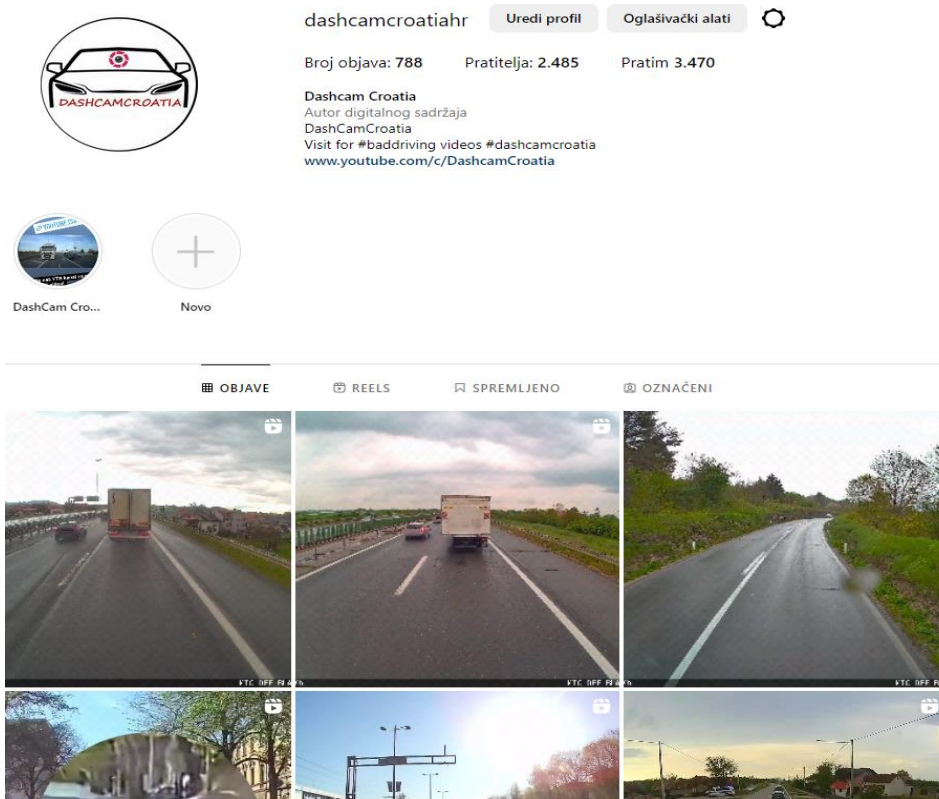 dashcamcroatiahr Uredi profil Oglašivački alati
Broj objava: 788 Pratitelja: 2.485 Pratim 3.470
DASHCAMCROATIA
Dashcam Croatia
Autor digitalnog sadržaja
DashCamCroatia
Visit for #baddriving videos #dashcamcroatia
www.youtube.com/c/DashcamCroatia
DashCam Cro... Novo
OBJAVE REELS SPREMLJENO OZNAČENI